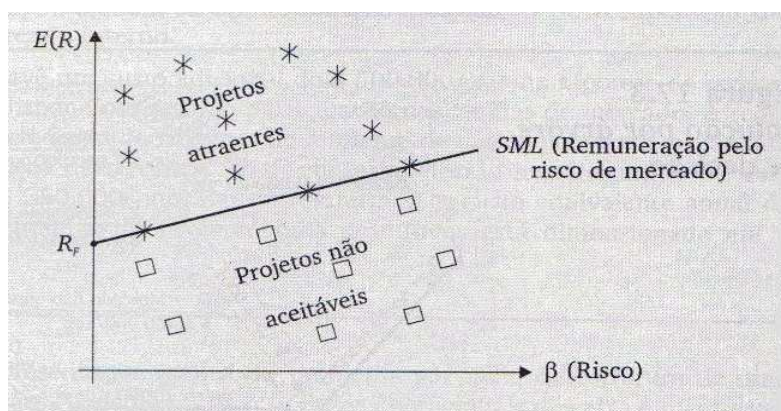 E(R)
Projetos
atraentes
SML (Remuneração pelo
risco de mercado)
R_F
Projetos não
aceitáveis
β (Risco)